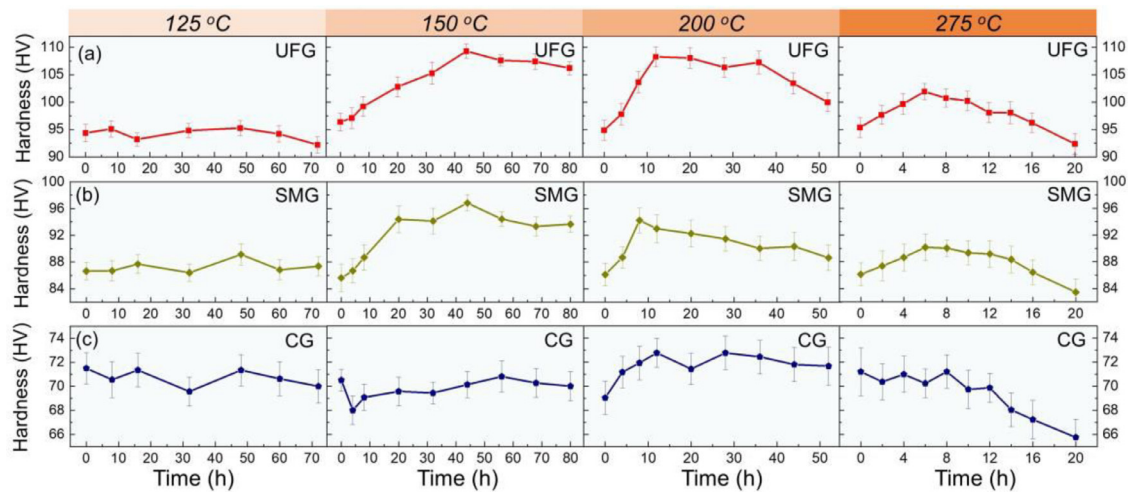 125 °C 150 °C 200 °C 275 °C
(a) UFG UFG UFG UFG
Hardness (HV)
110 105 100 95 90
110 105 100 95 90
0 10 20 30 40 50 60 70 0 10 20 30 40 50 60 70 80 0 10 20 30 40 50 0 4 8 12 16 20
(b) SMG SMG SMG SMG
Hardness (HV)
100 96 92 88 84
100 96 92 88 84
0 10 20 30 40 50 60 70 0 10 20 30 40 50 60 70 80 0 10 20 30 40 50 0 4 8 12 16 20
(c) CG CG CG CG
Hardness (HV)
74 72 70 68 66
74 72 70 68 66
0 10 20 30 40 50 60 70 0 10 20 30 40 50 60 70 80 0 10 20 30 40 50 0 4 8 12 16 20
Time (h) Time (h) Time (h) Time (h)